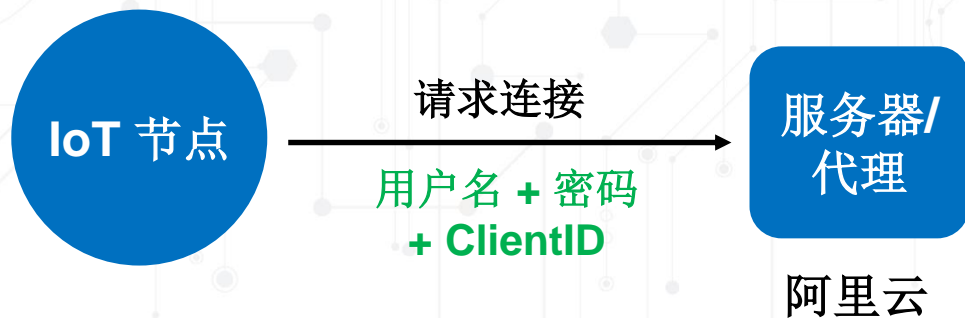 IoT 节点
请求连接
用户名 + 密码
+ ClientID
服务器/
代理
阿里云